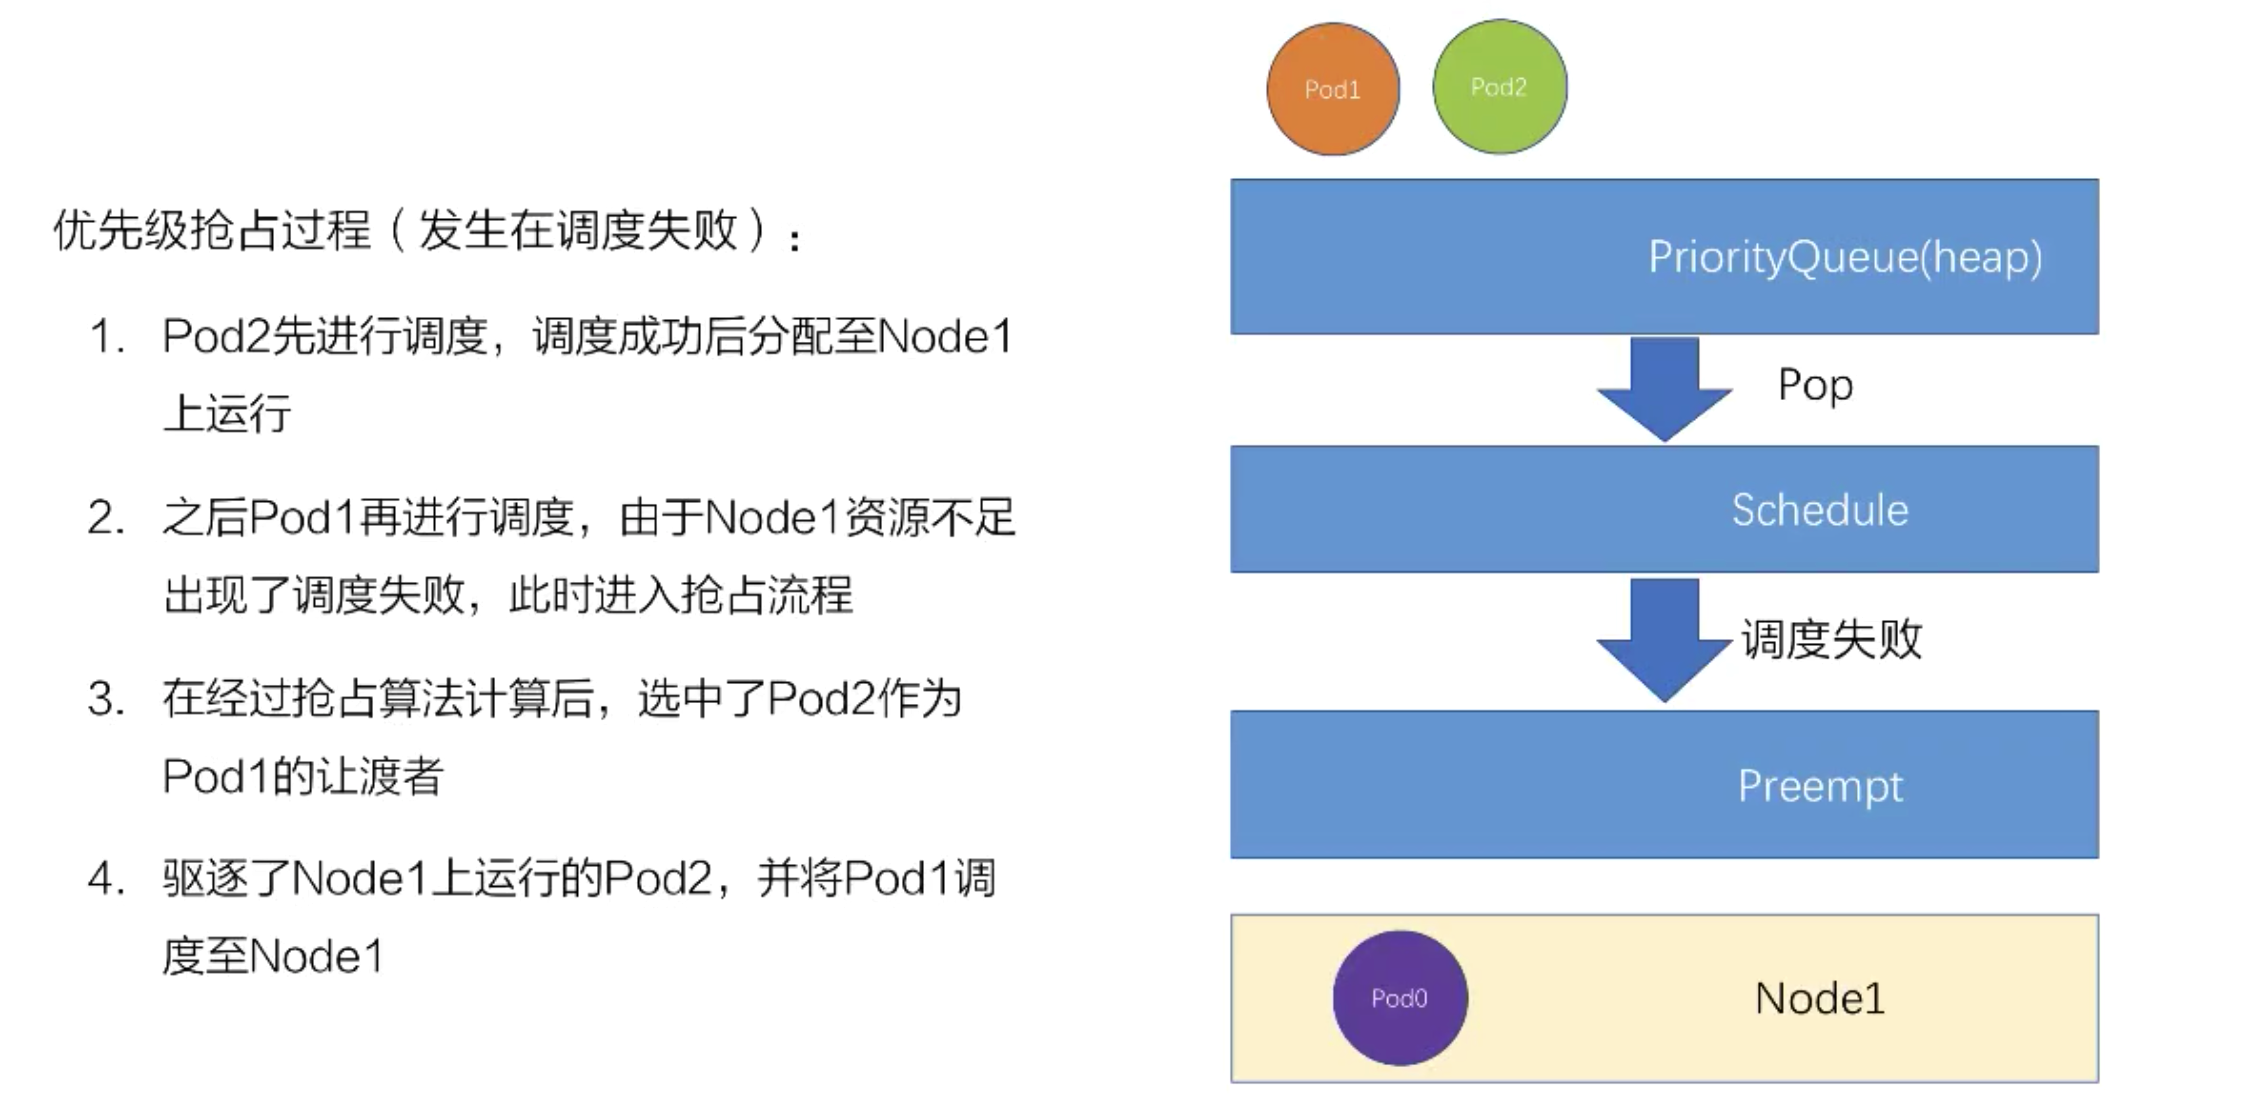 优先级抢占过程（发生在调度失败）：
1. Pod2先进行调度，调度成功后分配至Node1
上运行
2. 之后Pod1再进行调度，由于Node1资源不足
出现了调度失败，此时进入抢占流程
3. 在经过抢占算法计算后，选中了Pod2作为
Pod1的让渡者
4. 驱逐了Node1上运行的Pod2，并将Pod1调
度至Node1
Pod1
Pod2
PriorityQueue(heap)
Pop
Schedule
调度失败
Preempt
Pod0
Node1